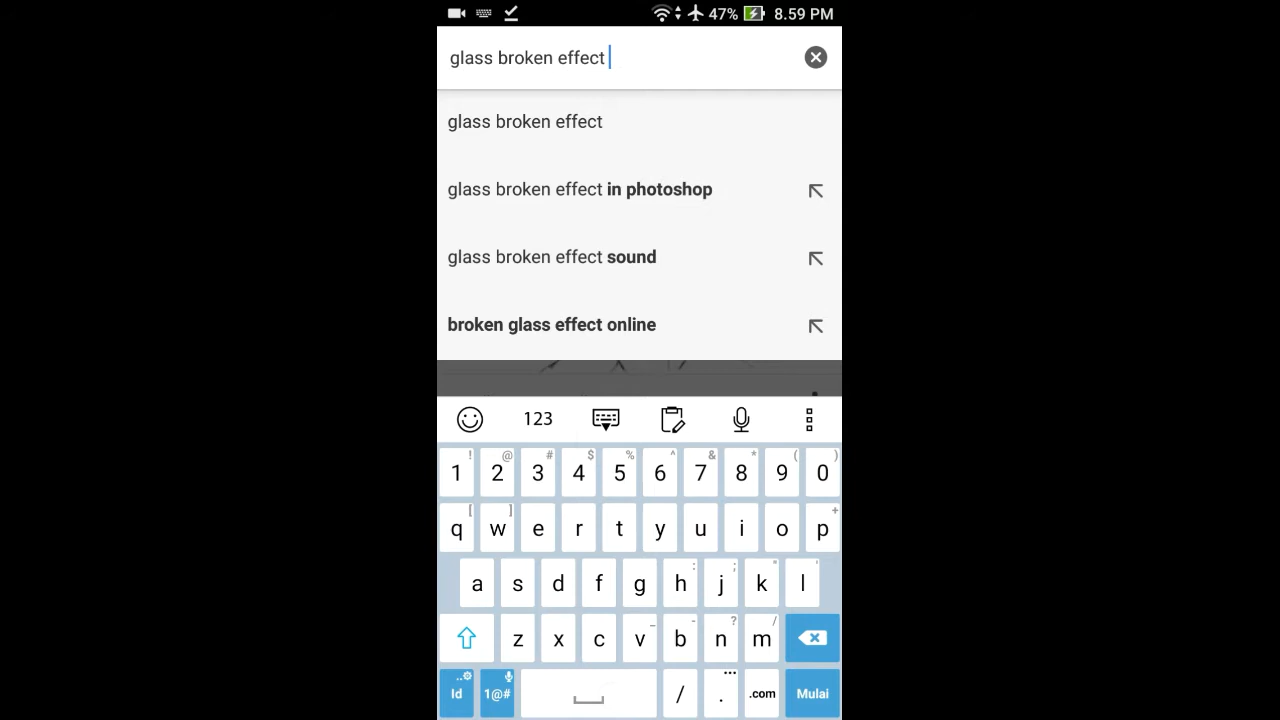 47% 8.59 PM
glass broken effect
glass broken effect
glass broken effect in photoshop
glass broken effect sound
broken glass effect online
123
! @ # $ % ^ & * ( )
1 2 3 4 5 6 7 8 9 0
[ ] +
q w e r t y u i o p
: ; " '
a s d f g h j k l
_ - ? /
z x c v b n m
Id 1@# / . .com Mulai